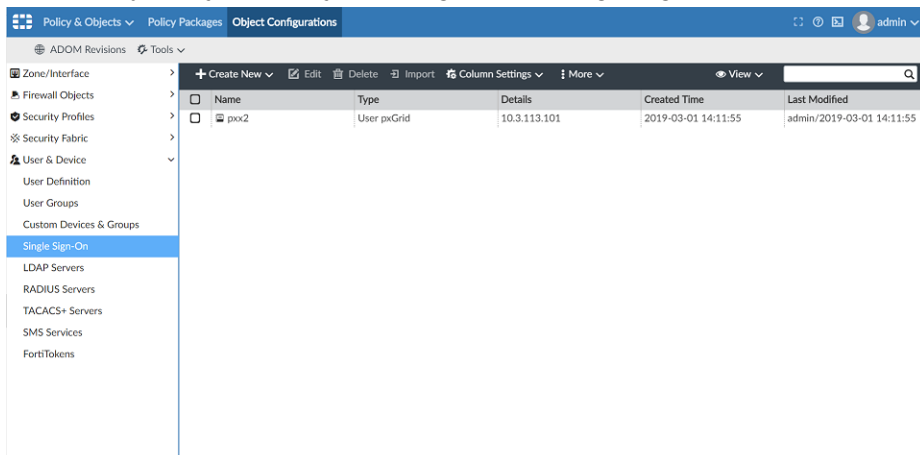 Policy & Objects Policy Packages Object Configurations admin
ADOM Revisions Tools
Zone/Interface
Firewall Objects
Security Profiles
Security Fabric
User & Device
User Definition
User Groups
Custom Devices & Groups
Single Sign-On
LDAP Servers
RADIUS Servers
TACACS+ Servers
SMS Services
FortiTokens
Create New Edit Delete Import Column Settings More View
Name Type Details Created Time Last Modified
pxx2 User pxGrid 10.3.113.101 2019-03-01 14:11:55 admin/2019-03-01 14:11:55